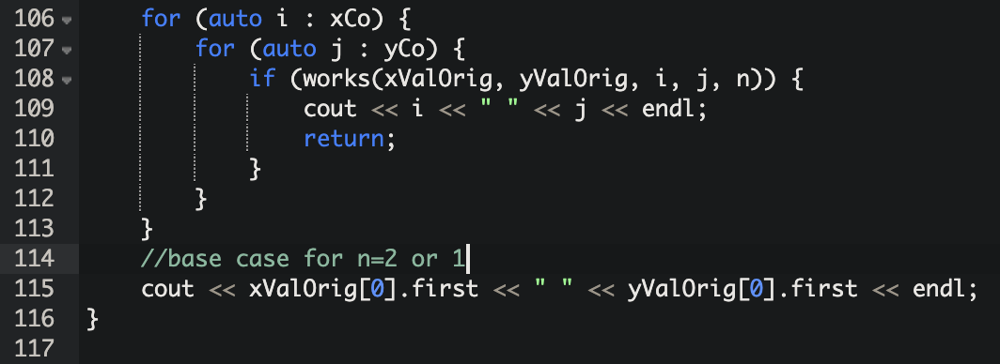 106 for (auto i : xCo) {
107 for (auto j : yCo) {
108 if (works(xValOrig, yValOrig, i, j, n)) {
109 cout << i << " " << j << endl;
110 return;
111 }
112 }
113 }
114 //base case for n=2 or 1
115 cout << xValOrig[0].first << " " << yValOrig[0].first << endl;
116 }
117